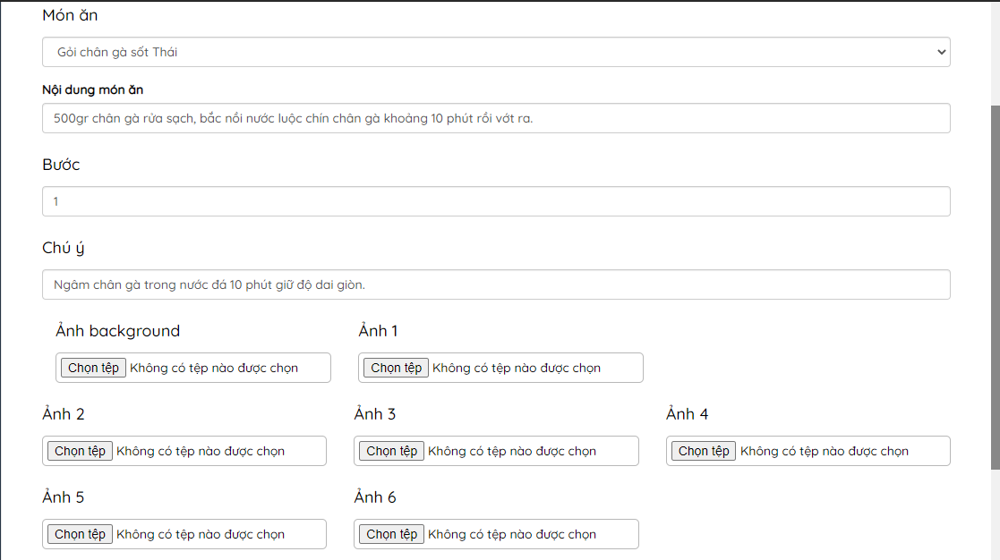 Món ăn
Gỏi chân gà sốt Thái
Nội dung món ăn
500gr chân gà rửa sạch, bắc nồi nước luộc chín chân gà khoảng 10 phút rồi vớt ra.
Bước
1
Chú ý
Ngâm chân gà trong nước đá 10 phút giữ độ dai giòn.
Ảnh background Ảnh 1
Chọn tệp Không có tệp nào được chọn Chọn tệp Không có tệp nào được chọn
Ảnh 2 Ảnh 3 Ảnh 4
Chọn tệp Không có tệp nào được chọn Chọn tệp Không có tệp nào được chọn Chọn tệp Không có tệp nào được chọn
Ảnh 5 Ảnh 6
Chọn tệp Không có tệp nào được chọn Chọn tệp Không có tệp nào được chọn